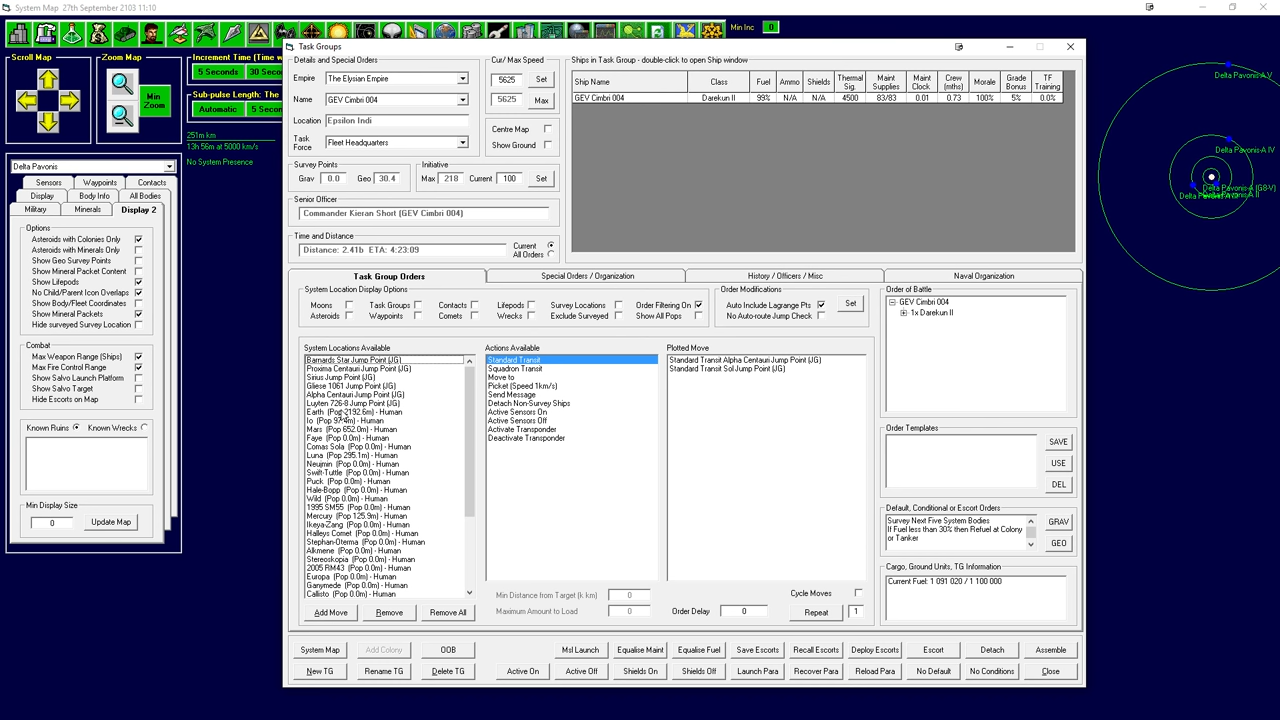 System Map 27th September 2103 11:10
Min Inc 0
Scroll Map
Zoom Map
Min Zoom
Increment Time (Time w
5 Seconds 30 Seco
Sub-pulse Length: The
Automatic 5 Secon
251m km
13h 56m at 5000 km/s
No System Presence
Delta Pavonis
Sensors Waypoints Contacts
Display Body Info All Bodies
Military Minerals Display 2
Options
Asteroids with Colonies Only
Asteroids with Minerals Only
Show Geo Survey Points
Show Mineral Packet Content
Show Lifepods
No Child/Parent Icon Overlaps
Show Body/Fleet Coordinates
Show Mineral Packets
Hide surveyed Survey Location
Combat
Max Weapon Range (Ships)
Max Fire Control Range
Show Salvo Launch Platform
Show Salvo Target
Hide Escorts on Map
Known Ruins Known Wrecks
Min Display Size
0 Update Map
Task Groups
Details and Special Orders
Empire The Elysian Empire
Name GEV Cimbri 004
Location Epsilon Indi
Task Force Fleet Headquarters
Cur/ Max Speed
5625 Set
5625 Max
Centre Map
Show Ground
Survey Points
Grav 0.0 Geo 30.4
Initiative
Max 218 Current 100 Set
Senior Officer
Commander Kieran Short (GEV Cimbri 004)
Time and Distance
Distance: 2.41b ETA: 4:23:09
Current
All Orders
Ships in Task Group - double-click to open Ship window
Ship Name Class Fuel Ammo Shields Thermal Sig. Maint Supplies Maint Clock Crew (mths) Morale Grade Bonus TF Training
GEV Cimbri 004 Darekun II 99% N/A N/A 4500 83/83 0.01 0.73 100% 5% 0.0%
Task Group Orders Special Orders / Organization History / Officers / Misc Naval Organization
System Location Display Options
Moons Task Groups Contacts Lifepods Survey Locations Order Filtering On
Asteroids Waypoints Comets Wrecks Exclude Surveyed Show All Pops
Order Modifications
Auto Include Lagrange Pts
No Auto-route Jump Check
Set
System Locations Available
Barnards Star Jump Point (JG)
Proxima Centauri Jump Point (JG)
Sirius Jump Point (JG)
Gliese 1061 Jump Point (JG)
Alpha Centauri Jump Point (JG)
Luyten 726-8 Jump Point (JG)
Earth (Pop 2192.6m) - Human
Io (Pop 97.4m) - Human
Mars (Pop 652.0m) - Human
Faye (Pop 0.0m) - Human
Comas Sola (Pop 0.0m) - Human
Luna (Pop 295.1m) - Human
Neujmin (Pop 0.0m) - Human
Swift-Tuttle (Pop 0.0m) - Human
Puck (Pop 0.0m) - Human
Hale-Bopp (Pop 0.0m) - Human
Wild (Pop 0.0m) - Human
1995 SM55 (Pop 0.0m) - Human
Mercury (Pop 125.9m) - Human
Ikeya-Zang (Pop 0.0m) - Human
Halleys Comet (Pop 0.0m) - Human
Stephan-Oterma (Pop 0.0m) - Human
Alkmene (Pop 0.0m) - Human
Stereoskopia (Pop 0.0m) - Human
2005 RM43 (Pop 0.0m) - Human
Europa (Pop 0.0m) - Human
Ganymede (Pop 0.0m) - Human
Callisto (Pop 0.0m) - Human
Add Move Remove Remove All
Actions Available
Standard Transit
Squadron Transit
Move to
Picket (Speed 1km/s)
Send Message
Detach Non-Survey Ships
Active Sensors On
Active Sensors Off
Activate Transponder
Deactivate Transponder
Min Distance from Target (k km) 0
Maximum Amount to Load 0
Plotted Move
Standard Transit Alpha Centauri Jump Point (JG)
Standard Transit Sol Jump Point (JG)
Cycle Moves
Order Delay 0 Repeat 1
Order of Battle
GEV Cimbri 004
1x Darekun II
Order Templates
SAVE
USE
DEL
Default, Conditional or Escort Orders
Survey Next Five System Bodies
If Fuel less than 30% then Refuel at Colony
or Tanker
GRAV
GEO
Cargo, Ground Units, TG Information
Current Fuel: 1 091 020 / 1 100 000
System Map Add Colony OOB Msl Launch Equalise Maint Equalise Fuel Save Escorts Recall Escorts Deploy Escorts Escort Detach Assemble
New TG Rename TG Delete TG Active On Active Off Shields On Shields Off Launch Para Recover Para Reload Para No Default No Conditions Close
Delta Pavonis-A V
Delta Pavonis-A IV
Delta Pavonis-A (G8V)